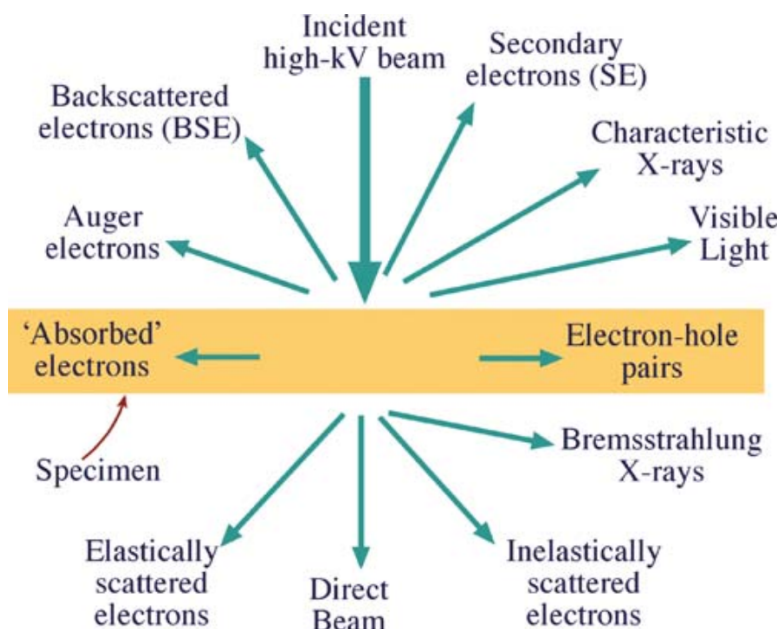 Incident
high-kV beam
Secondary
electrons (SE)
Backscattered
electrons (BSE)
Characteristic
X-rays
Auger
electrons
Visible
Light
‘Absorbed’
electrons
Electron-hole
pairs
Specimen
Bremsstrahlung
X-rays
Elastically
scattered
electrons
Direct
Beam
Inelastically
scattered
electrons